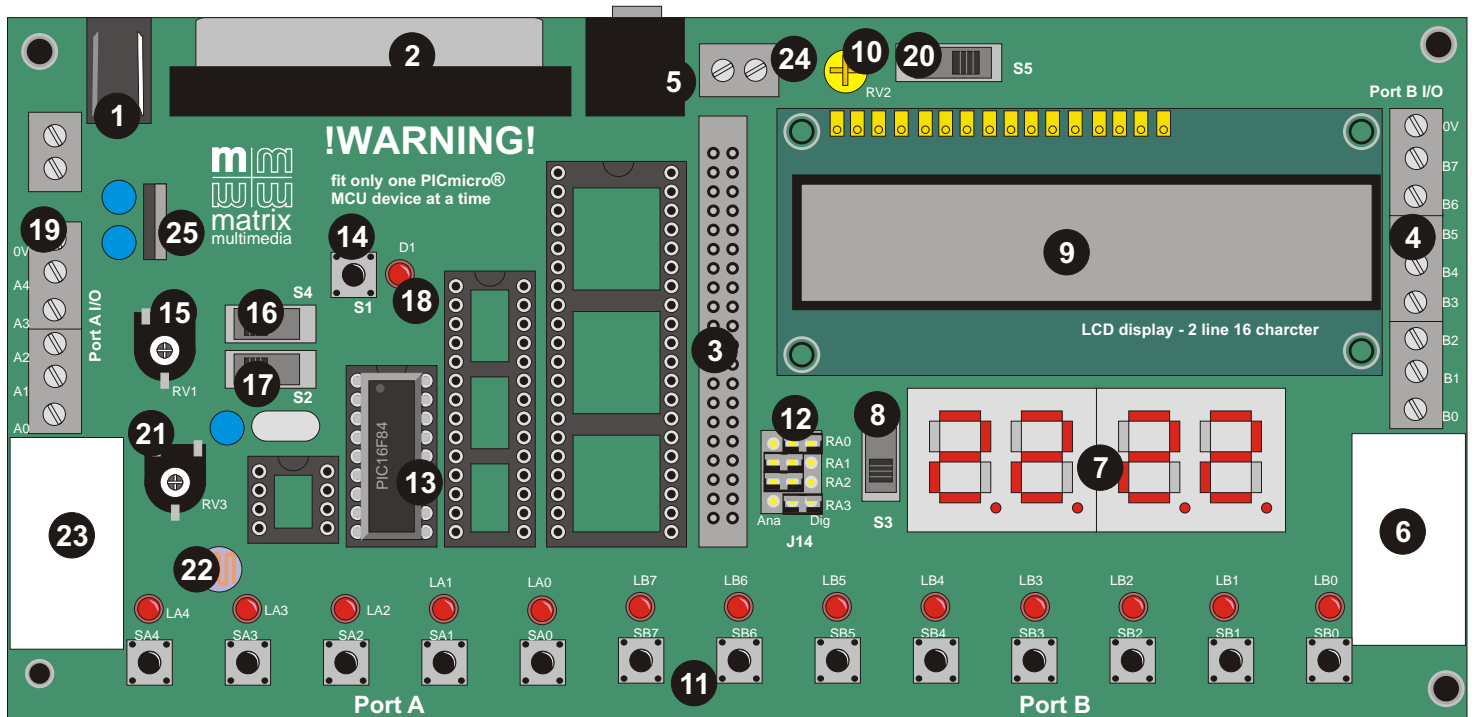 2
10
20
24
5
S5
RV2
Port B I/O
1
!WARNING!
0V
m
fit only one PICmicro®
MCU device at a time
B7
matrix
multimedia
B6
19
25
14
D1
B5
4
9
0V
A4
18
B4
15
16
S4
S1
B3
A3
Port A I/O
LCD display - 2 line 16 charcter
B2
A2
3
17
B1
A1
RV1
S2
B0
A0
21
12
8
RA0
RA1
RA2
RA3
7
PIC16F84
13
RV3
Ana
Dig
J14
S3
23
6
22
LA4
LA3
LA2
LA1
LA0
LB7
LB6
LB5
LB4
LB3
LB2
LB1
LB0
SA4
SA3
SA2
SA1
SA0
SB7
SB6
SB5
SB4
SB3
SB2
SB1
SB0
11
Port A
Port B